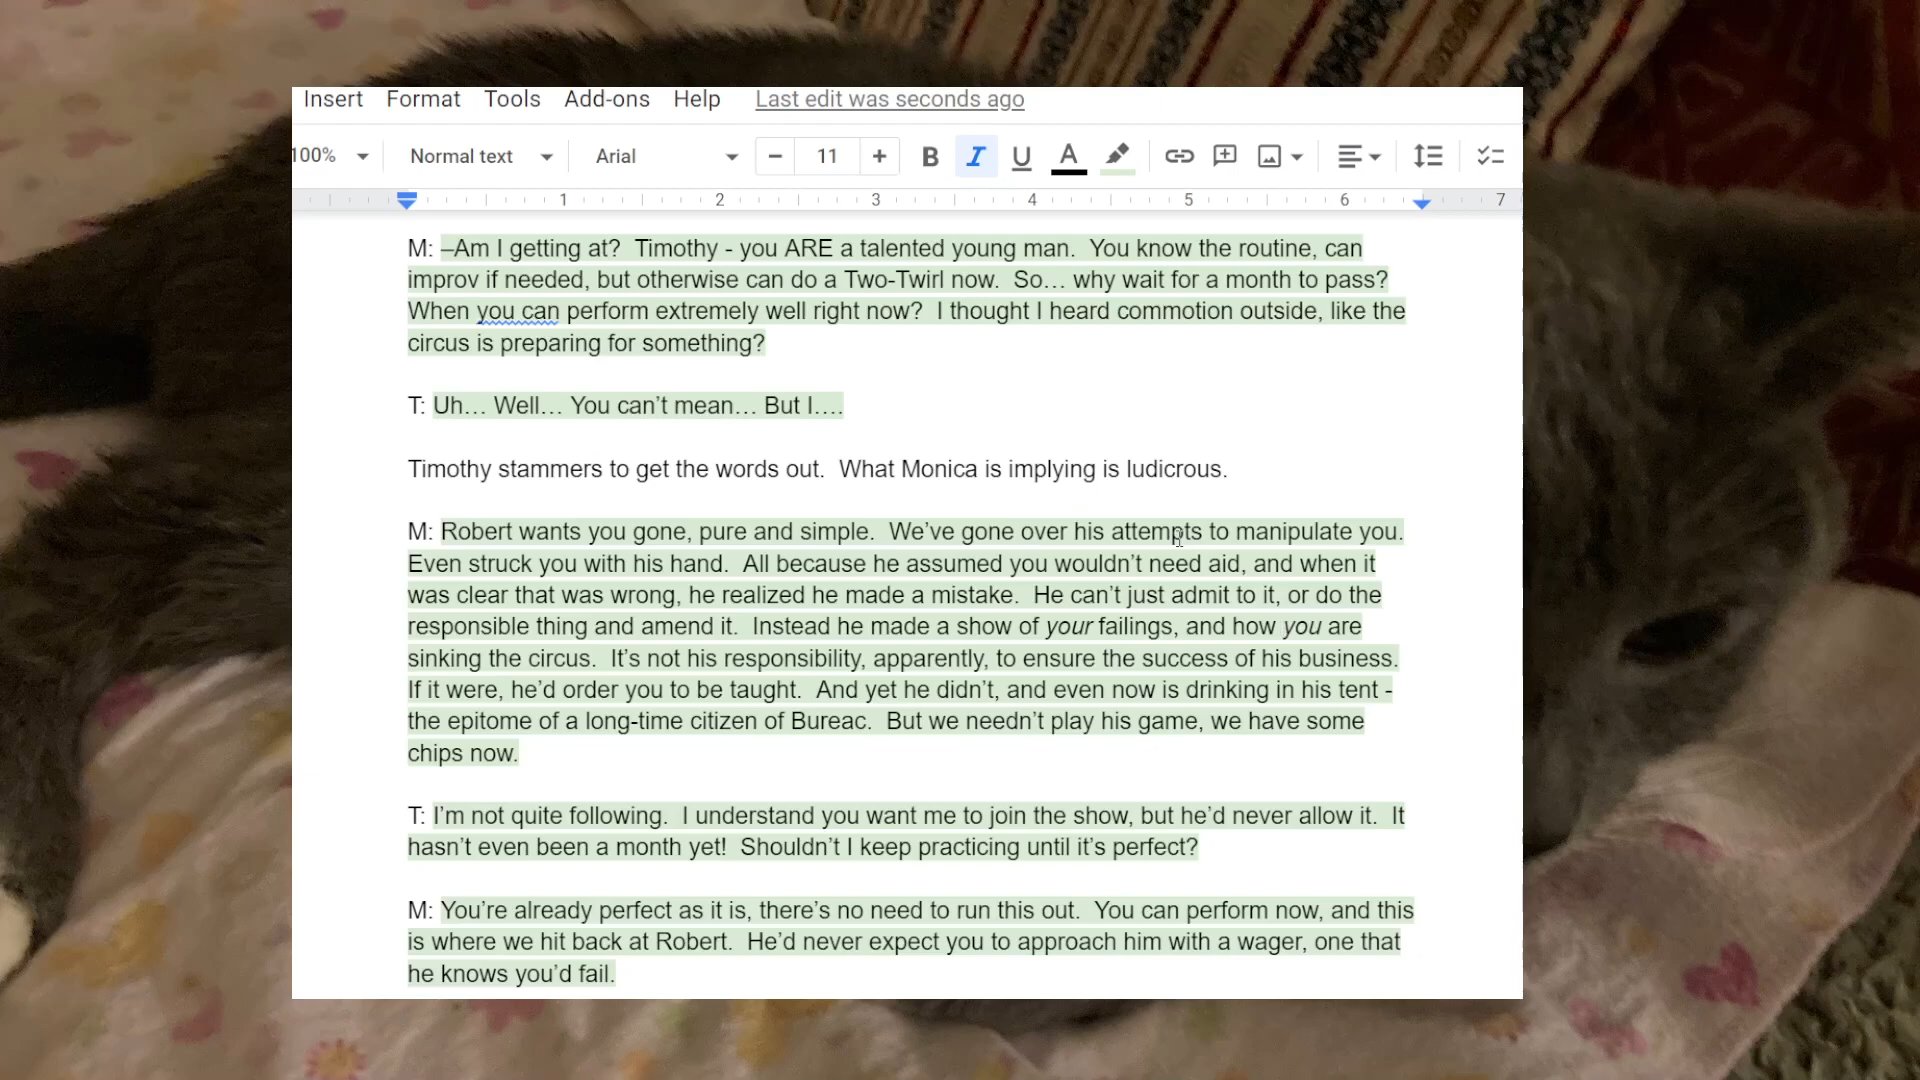 Insert Format Tools Add-ons Help Last edit was seconds ago
100% Normal text Arial 11 B I U A
1 2 3 4 5 6 7
M: –Am I getting at?  Timothy - you ARE a talented young man.  You know the routine, can
improv if needed, but otherwise can do a Two-Twirl now.  So… why wait for a month to pass?
When you can perform extremely well right now?  I thought I heard commotion outside, like the
circus is preparing for something?
T: Uh… Well… You can’t mean… But I….
Timothy stammers to get the words out.  What Monica is implying is ludicrous.
M: Robert wants you gone, pure and simple.  We’ve gone over his attempts to manipulate you.
Even struck you with his hand.  All because he assumed you wouldn’t need aid, and when it
was clear that was wrong, he realized he made a mistake.  He can’t just admit to it, or do the
responsible thing and amend it.  Instead he made a show of your failings, and how you are
sinking the circus.  It’s not his responsibility, apparently, to ensure the success of his business.
If it were, he’d order you to be taught.  And yet he didn’t, and even now is drinking in his tent -
the epitome of a long-time citizen of Bureac.  But we needn’t play his game, we have some
chips now.
T: I’m not quite following.  I understand you want me to join the show, but he’d never allow it.  It
hasn’t even been a month yet!  Shouldn’t I keep practicing until it’s perfect?
M: You’re already perfect as it is, there’s no need to run this out.  You can perform now, and this
is where we hit back at Robert.  He’d never expect you to approach him with a wager, one that
he knows you’d fail.